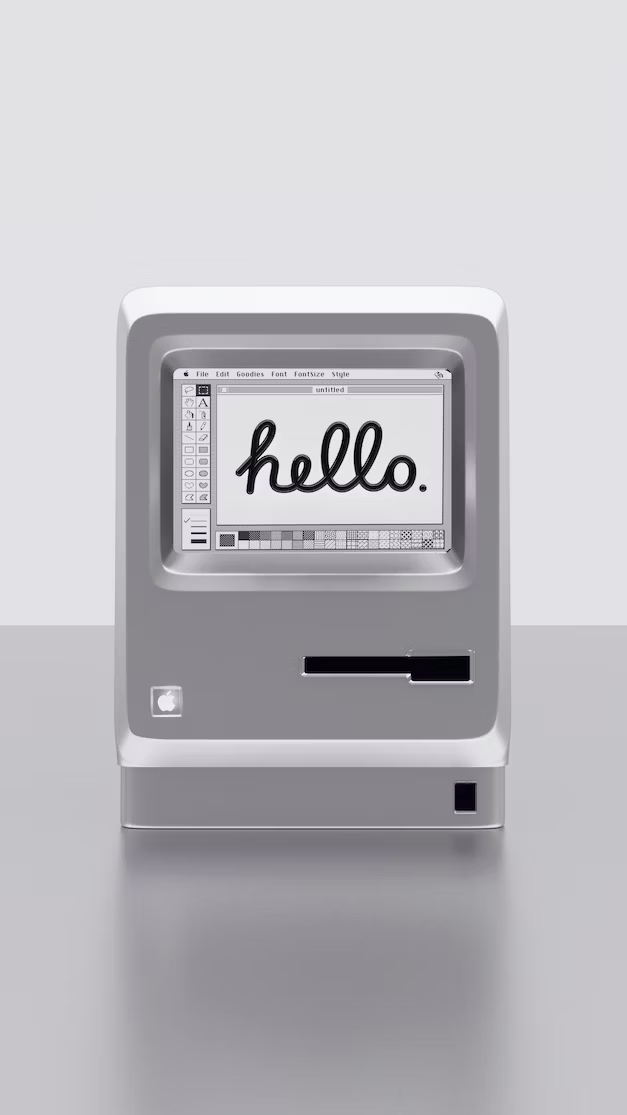 File Edit Goodies Font FontSize Style
untitled
A
hello.